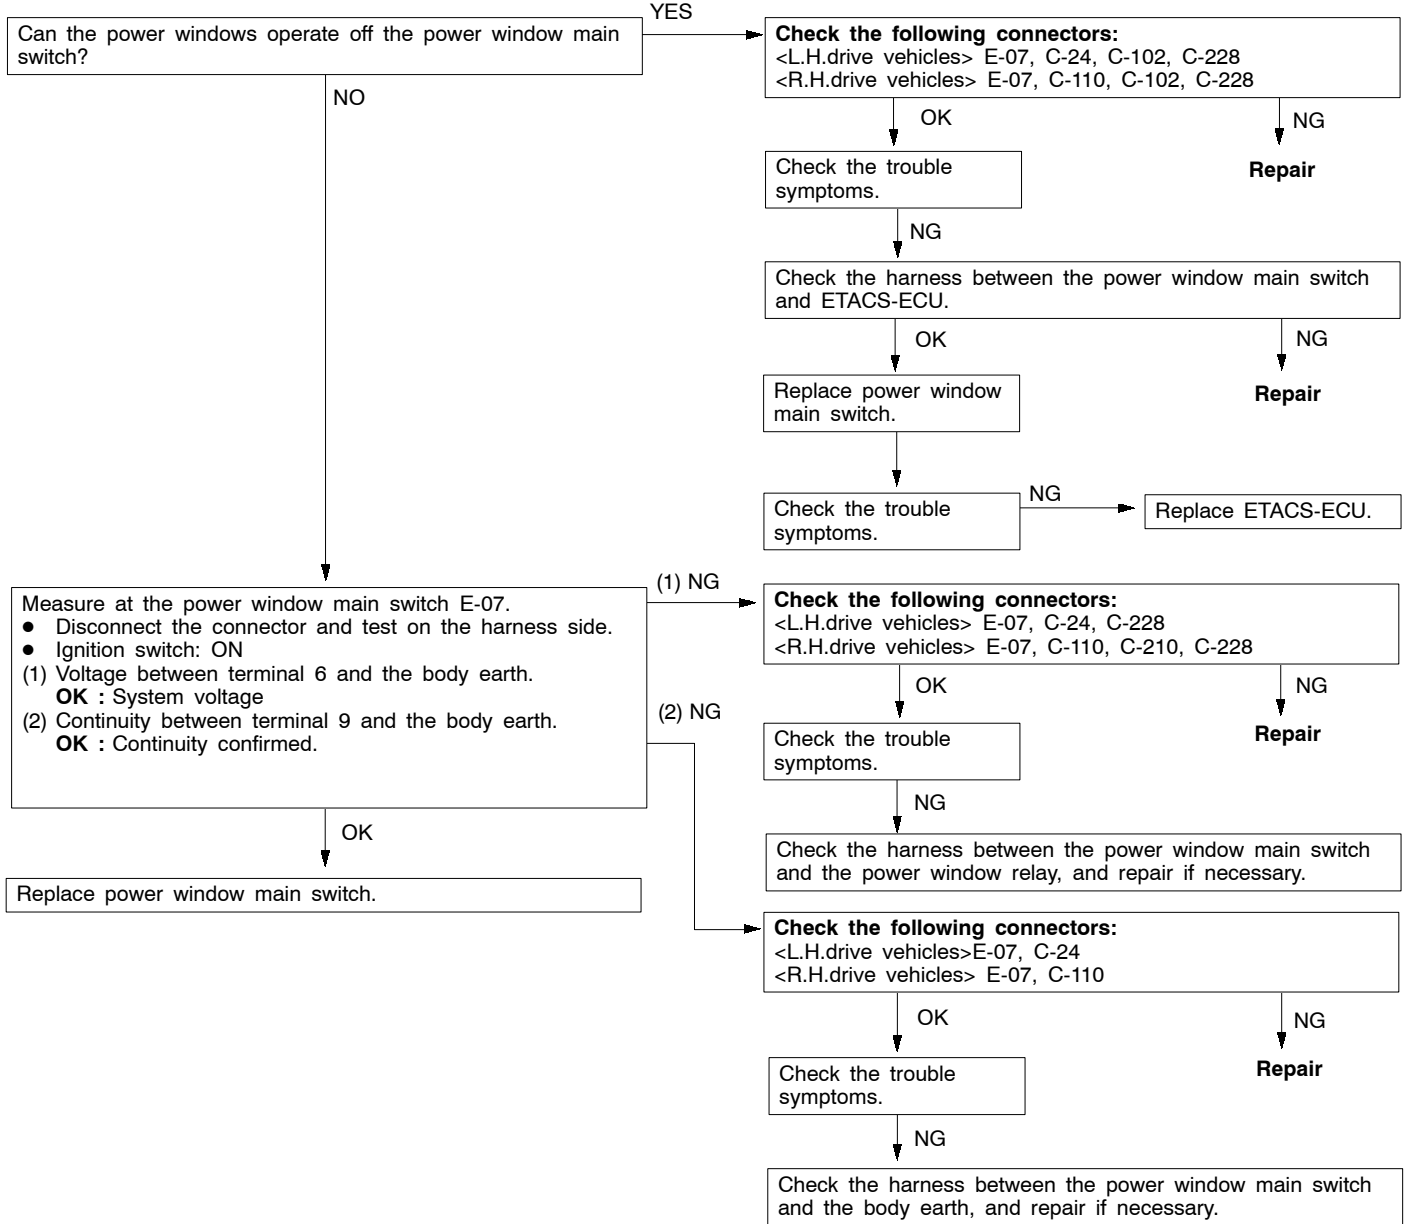 Can the power windows operate off the power window main
switch?
YES
Check the following connectors:
<L.H.drive vehicles> E-07, C-24, C-102, C-228
<R.H.drive vehicles> E-07, C-110, C-102, C-228
NO
OK
NG
Check the trouble
symptoms.
Repair
NG
Check the harness between the power window main switch
and ETACS-ECU.
OK
NG
Replace power window
main switch.
Repair
Check the trouble
symptoms.
NG
Replace ETACS-ECU.
Measure at the power window main switch E-07.
● Disconnect the connector and test on the harness side.
● Ignition switch: ON
(1) Voltage between terminal 6 and the body earth.
OK : System voltage
(2) Continuity between terminal 9 and the body earth.
OK : Continuity confirmed.
(1) NG
Check the following connectors:
<L.H.drive vehicles> E-07, C-24, C-228
<R.H.drive vehicles> E-07, C-110, C-210, C-228
OK
NG
(2) NG
Check the trouble
symptoms.
Repair
NG
Check the harness between the power window main switch
and the power window relay, and repair if necessary.
OK
Replace power window main switch.
Check the following connectors:
<L.H.drive vehicles>E-07, C-24
<R.H.drive vehicles> E-07, C-110
OK
NG
Check the trouble
symptoms.
Repair
NG
Check the harness between the power window main switch
and the body earth, and repair if necessary.